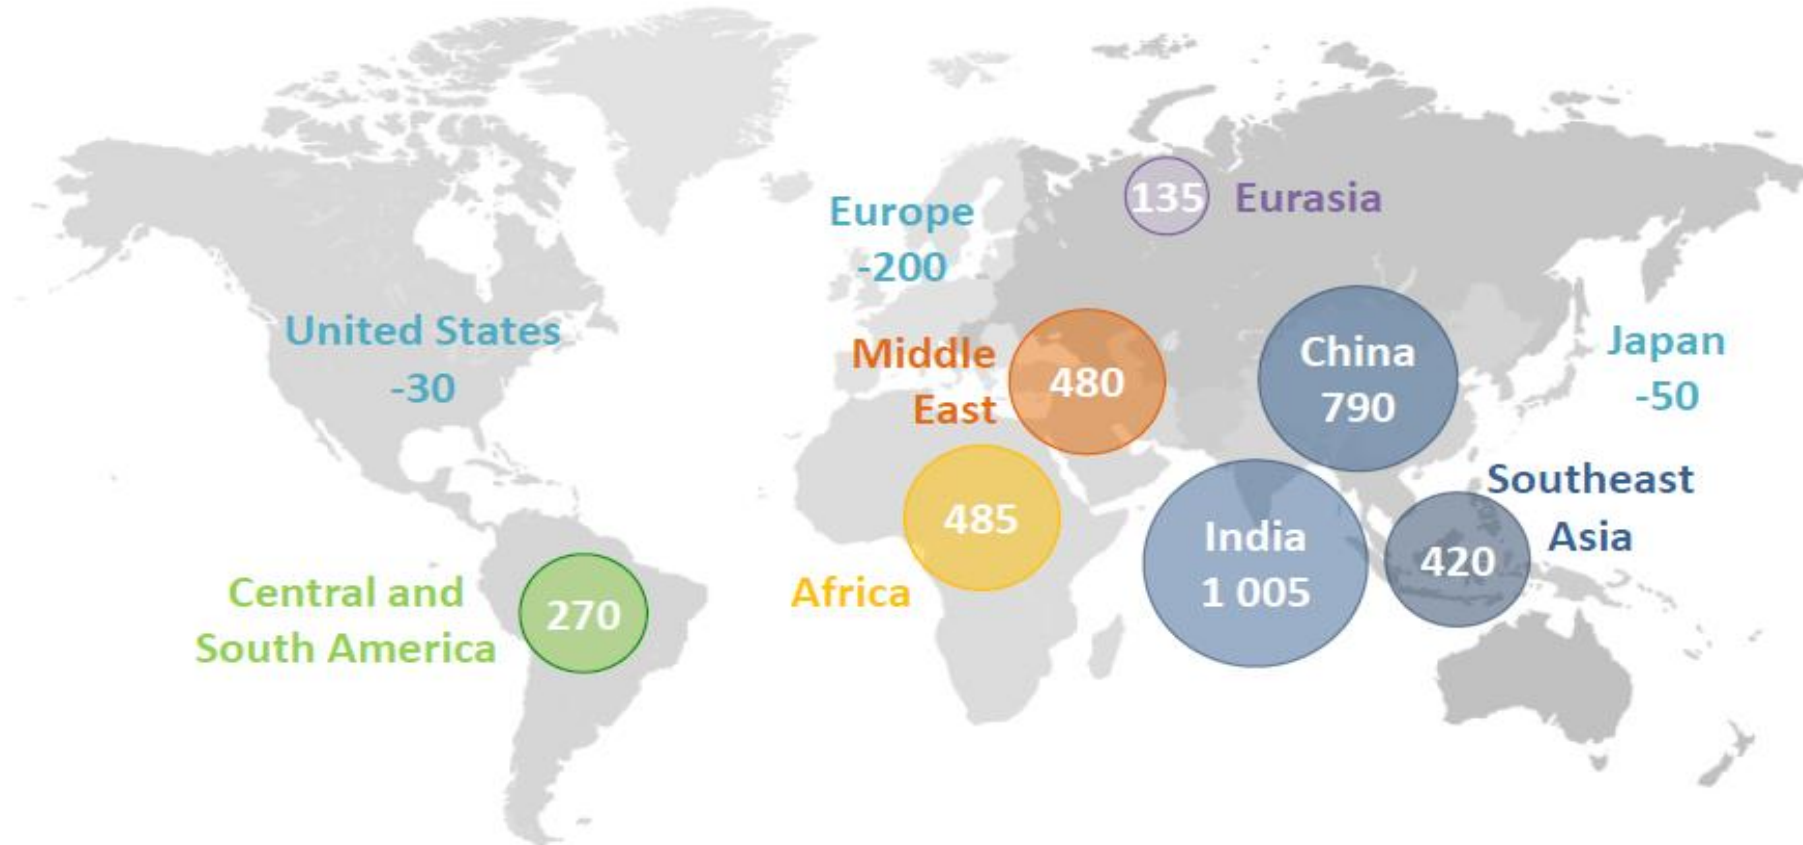 Europe
-200
135
Eurasia
United States
-30
Middle
East
480
China
790
Japan
-50
Africa
485
India
1 005
Southeast
Asia
420
Central and
South America
270